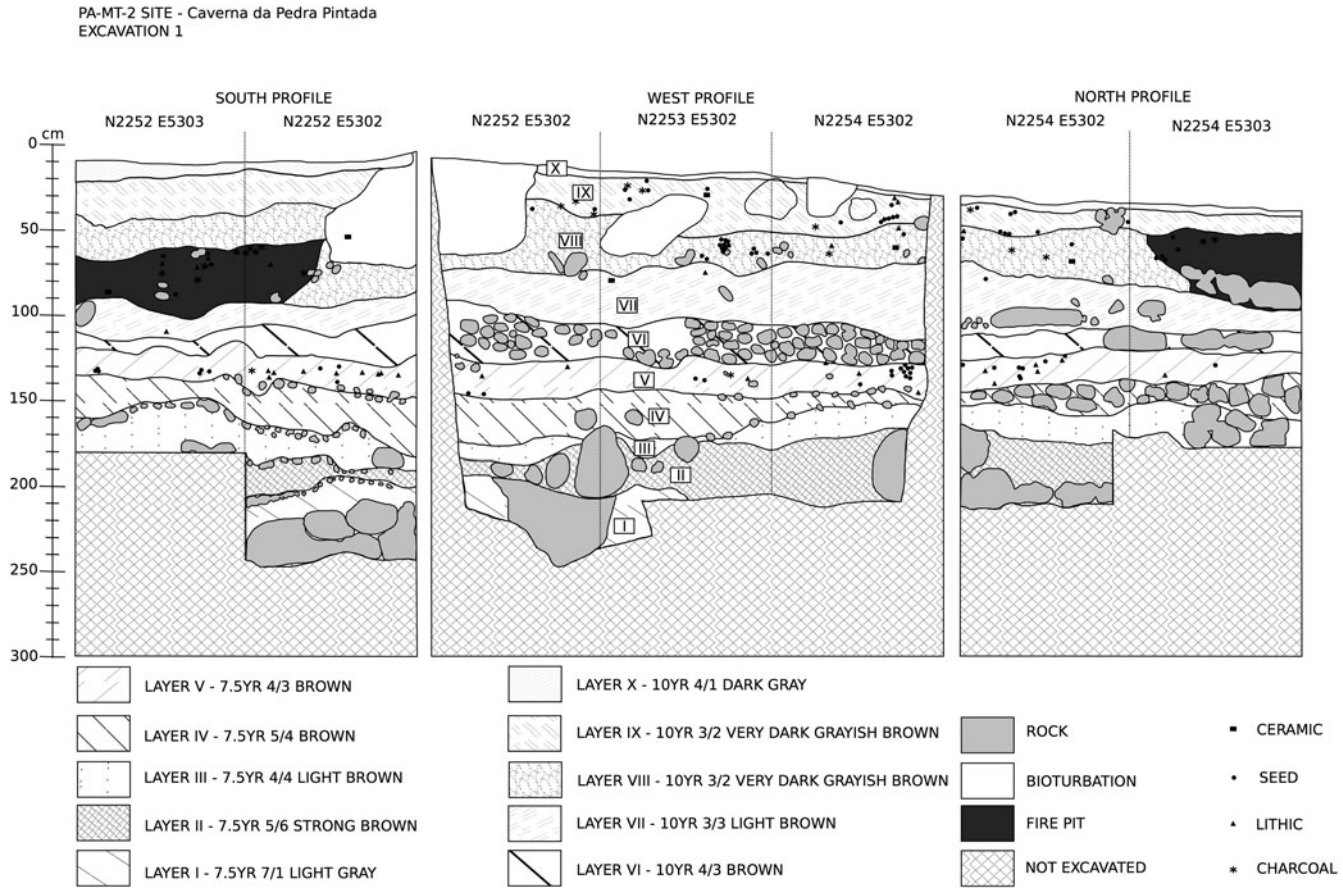 PA-MT-2 SITE - Caverna da Pedra Pintada
EXCAVATION 1
SOUTH PROFILE
N2252 E5303
N2252 E5302
WEST PROFILE
N2252 E5302
N2253 E5302
N2254 E5302
NORTH PROFILE
N2254 E5302
N2254 E5303
cm
0
50
100
150
200
250
300
X
IX
VIII
VII
VI
V
IV
III
II
I
LAYER V - 7.5YR 4/3 BROWN
LAYER IV - 7.5YR 5/4 BROWN
LAYER III - 7.5YR 4/4 LIGHT BROWN
LAYER II - 7.5YR 5/6 STRONG BROWN
LAYER I - 7.5YR 7/1 LIGHT GRAY
LAYER X - 10YR 4/1 DARK GRAY
LAYER IX - 10YR 3/2 VERY DARK GRAYISH BROWN
LAYER VIII - 10YR 3/2 VERY DARK GRAYISH BROWN
LAYER VII - 10YR 3/3 LIGHT BROWN
LAYER VI - 10YR 4/3 BROWN
ROCK
BIOTURBATION
FIRE PIT
NOT EXCAVATED
CERAMIC
SEED
LITHIC
CHARCOAL